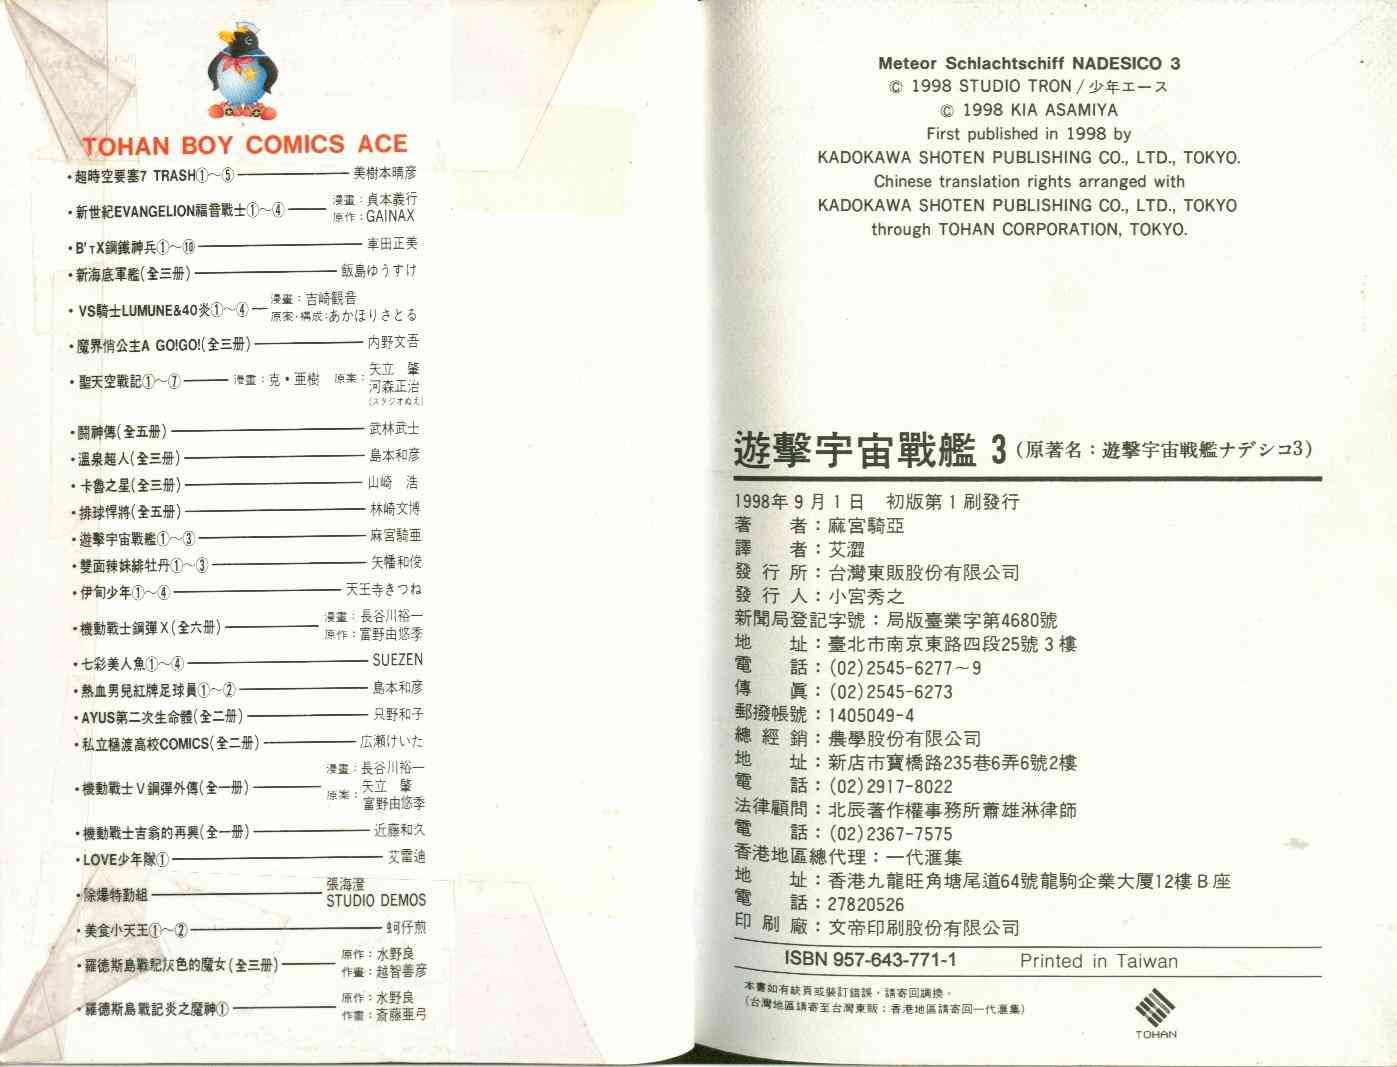 TOHAN BOY COMICS ACE
・超時空要塞7 TRASH①～⑤ 美樹本晴彦
・新世紀EVANGELION福音戰士①～④ 漫畫：貞本義行
原作：GAINAX
・B'TX鋼鐵神兵①～⑩ 車田正美
・新海底軍艦(全三册) 飯島ゆうすけ
・VS騎士LUMUNE&40炎①～④ 漫畫：吉崎観音
原案・構成：あかほりさとる
・魔界俏公主A GO!GO!(全三册) 内野文吾
・聖天空戰記①～⑦ 漫畫：克・亜樹 原案：矢立 肇
河森正治
(スタジオぬえ)
・鬪神傳(全五册) 武林武士
・溫泉超人(全三册) 島本和彦
・卡魯之星(全三册) 山崎 浩
・排球悍將(全五册) 林崎文博
・遊擊宇宙戰艦①～③ 麻宮騎亜
・雙面辣妹緋牡丹①～③ 矢幡和俊
・伊甸少年①～④ 天王寺きつね
・機動戰士鋼彈X(全六册) 漫畫：長谷川裕一
原作：富野由悠季
・七彩美人魚①～④ SUEZEN
・熱血男兒紅牌足球員①～② 島本和彦
・AYUS第二次生命體(全二册) 只野和子
・私立樋渡高校COMICS(全二册) 広瀬けいた
・機動戰士V鋼彈外傳(全一册) 漫畫：長谷川裕一
原案：矢立 肇
富野由悠季
・機動戰士吉翁的再興(全一册) 近藤和久
・LOVE少年隊① 艾雷迪
・除爆特勤組 張海澄
STUDIO DEMOS
・美食小天王①～② 蚵仔煎
・羅德斯島戰記灰色的魔女(全三册) 原作：水野良
作畫：越智善彦
・羅德斯島戰記炎之魔神① 原作：水野良
作畫：斎藤亜弓
Meteor Schlachtschiff NADESICO 3
© 1998 STUDIO TRON/少年エース
© 1998 KIA ASAMIYA
First published in 1998 by
KADOKAWA SHOTEN PUBLISHING CO., LTD., TOKYO.
Chinese translation rights arranged with
KADOKAWA SHOTEN PUBLISHING CO., LTD., TOKYO
through TOHAN CORPORATION, TOKYO.
遊擊宇宙戰艦 3(原著名：遊撃宇宙戦艦ナデシコ3)
1998年9月1日 初版第1刷發行
著 者：麻宮騎亞
譯 者：艾澀
發 行 所：台灣東販股份有限公司
發 行 人：小宮秀之
新聞局登記字號：局版臺業字第4680號
地 址：臺北市南京東路四段25號3樓
電 話：(02)2545-6277～9
傳 眞：(02)2545-6273
郵撥帳號：1405049-4
總 經 銷：農學股份有限公司
地 址：新店市寶橋路235巷6弄6號2樓
電 話：(02)2917-8022
法律顧問：北辰著作權事務所蕭雄淋律師
電 話：(02)2367-7575
香港地區總代理：一代滙集
地 址：香港九龍旺角塘尾道64號龍駒企業大厦12樓B座
電 話：27820526
印 刷 廠：文帝印刷股份有限公司
ISBN 957-643-771-1 Printed in Taiwan
本書如有缺頁或裝訂錯誤，請寄回調換。
(台灣地區請寄至台灣東販；香港地區請寄回一代滙集)
TOHAN